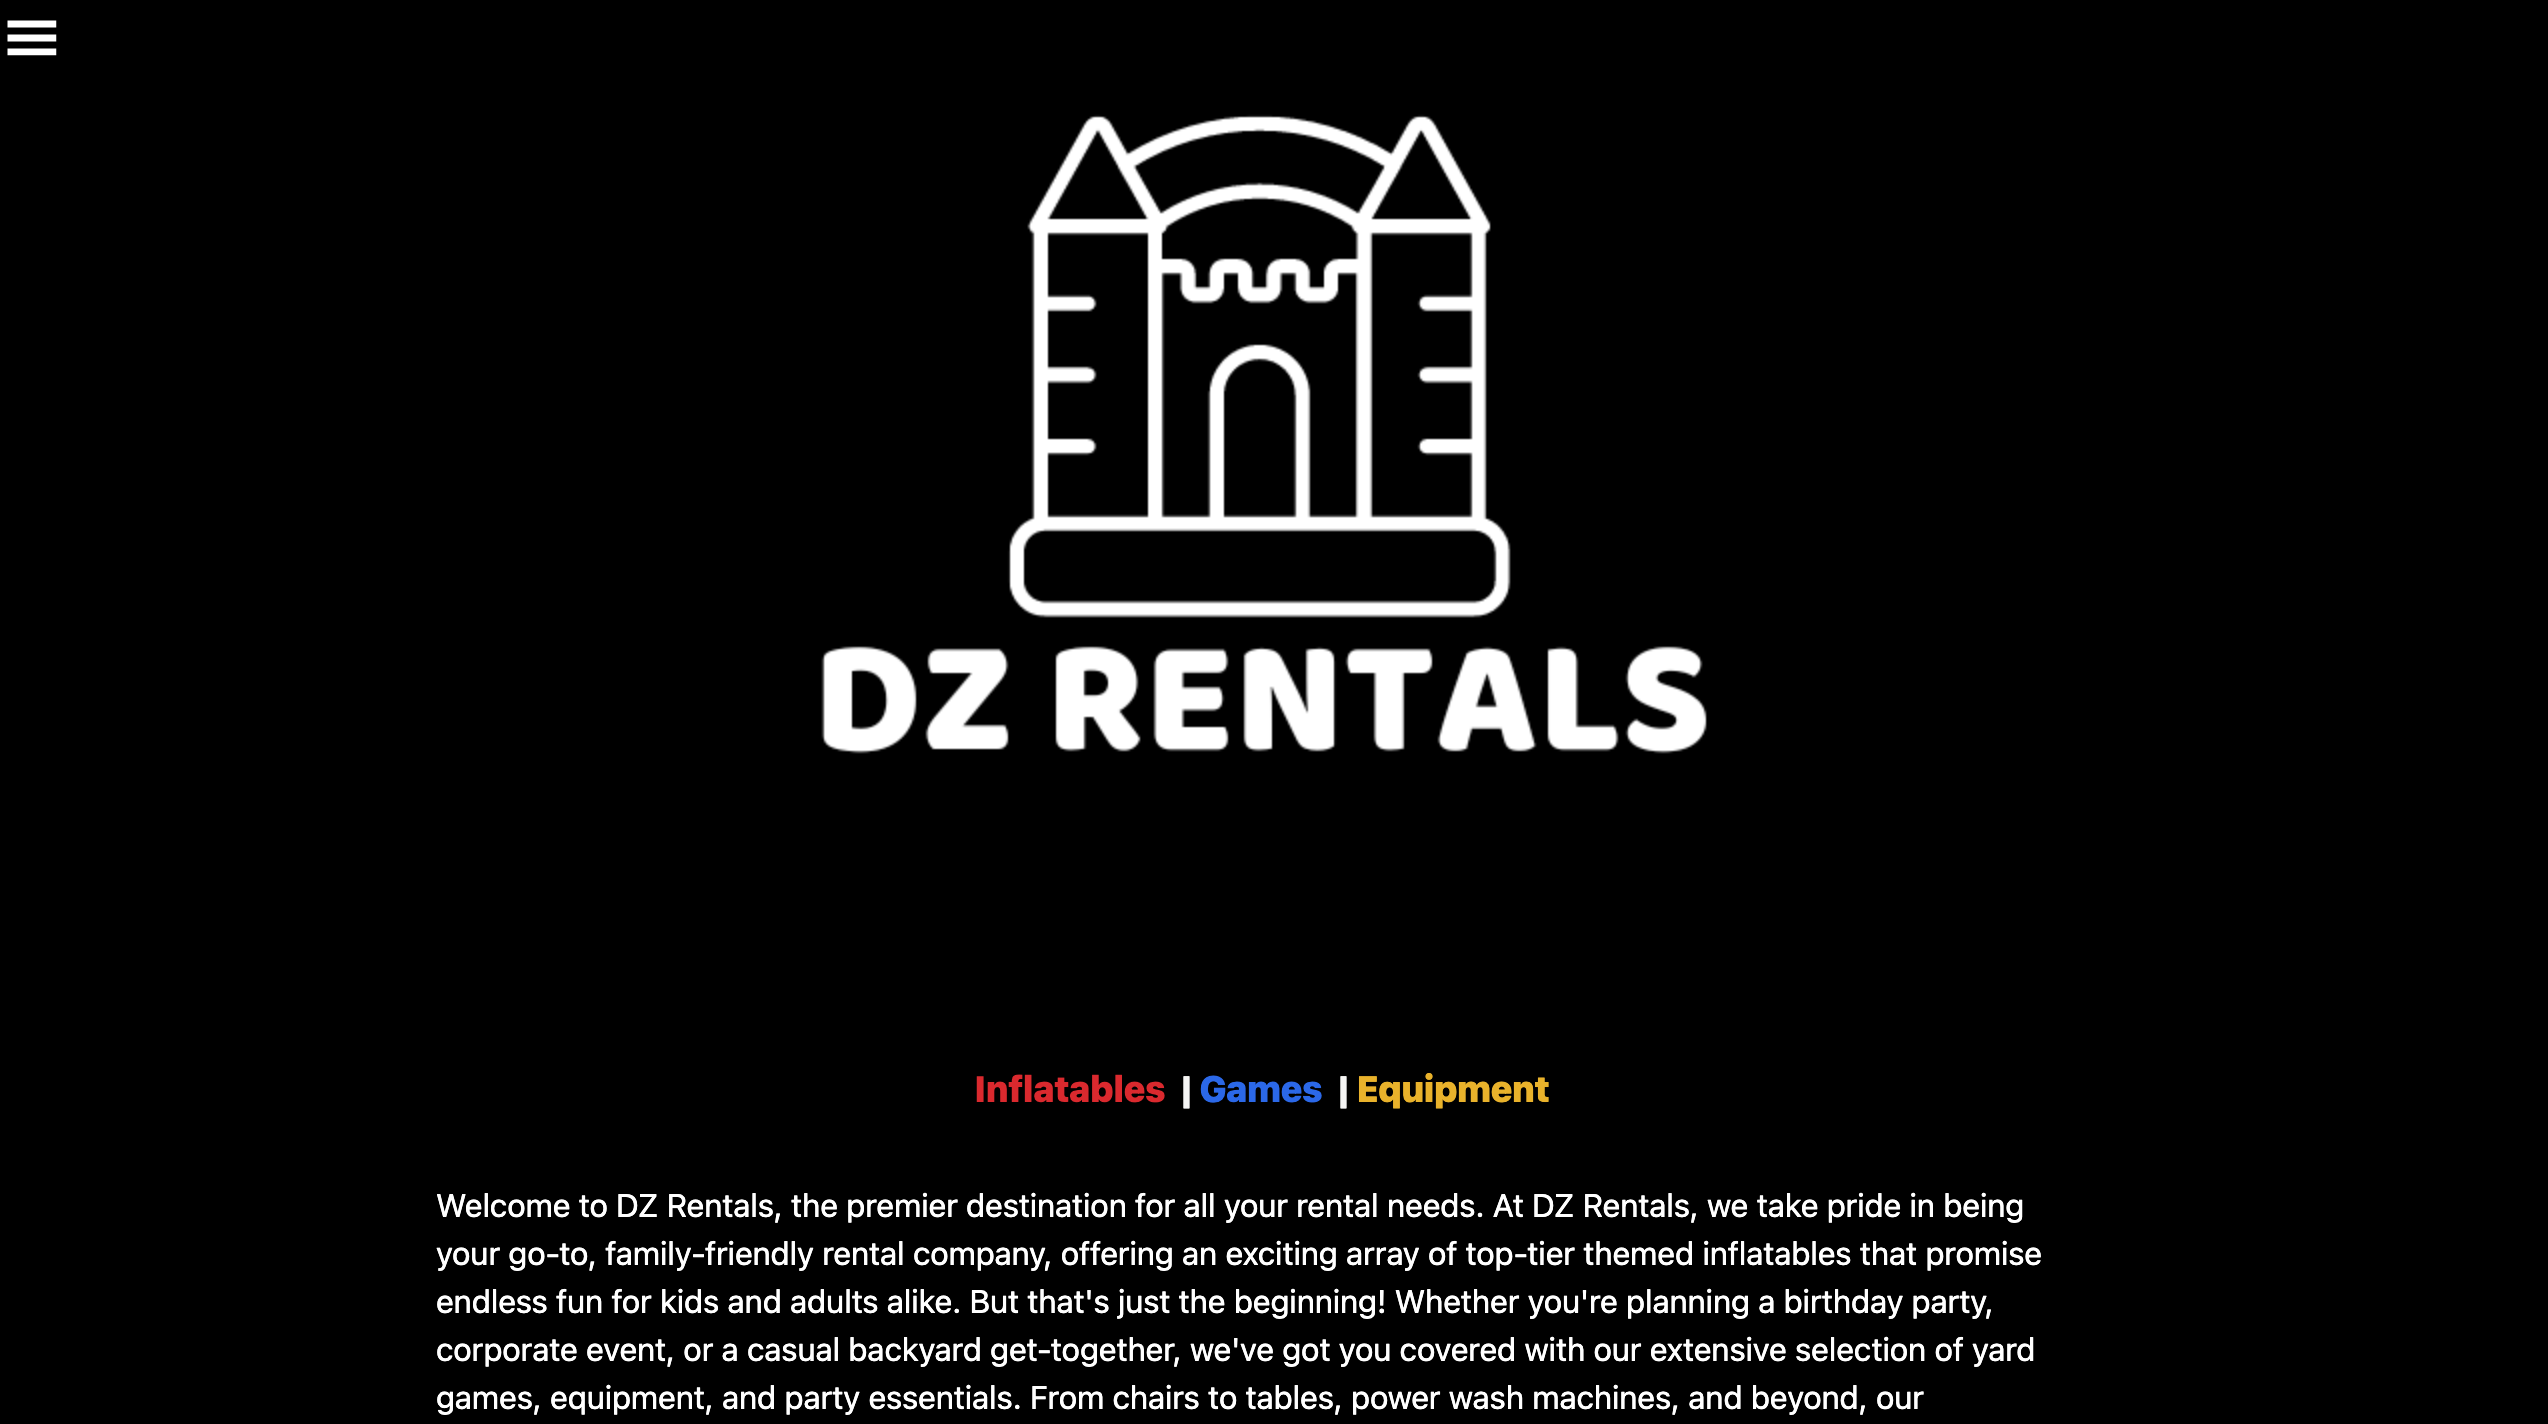 DZ RENTALS
Inflatables | Games | Equipment
Welcome to DZ Rentals, the premier destination for all your rental needs. At DZ Rentals, we take pride in being
your go-to, family-friendly rental company, offering an exciting array of top-tier themed inflatables that promise
endless fun for kids and adults alike. But that's just the beginning! Whether you're planning a birthday party,
corporate event, or a casual backyard get-together, we've got you covered with our extensive selection of yard
games, equipment, and party essentials. From chairs to tables, power wash machines, and beyond, our